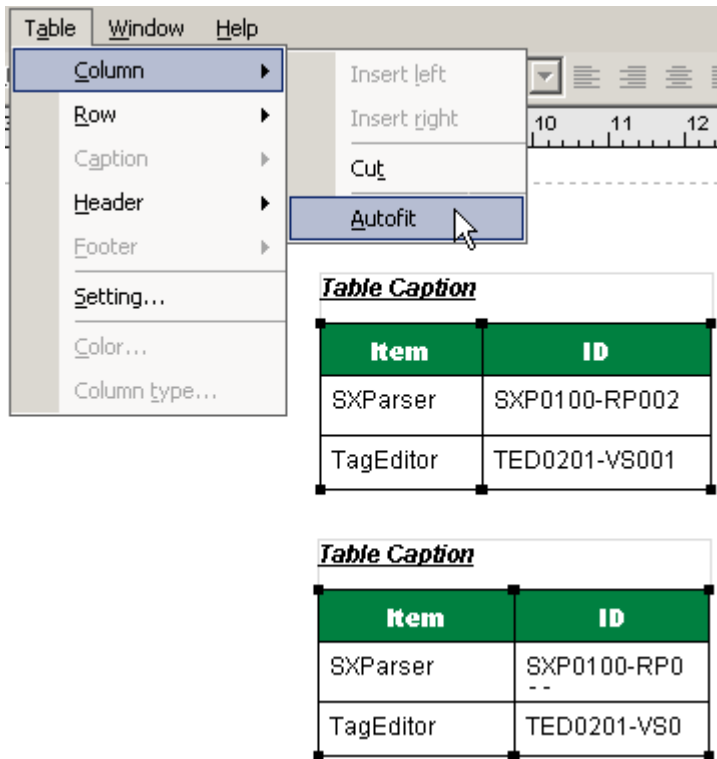 Table Window Help
Column
Row
Caption
Header
Footer
Setting...
Color...
Column type...
Insert left
Insert right
Cut
Autofit
10 11 12
Table Caption
Item ID
SXParser SXP0100-RP002
TagEditor TED0201-VS001
Table Caption
Item ID
SXParser SXP0100-RP0
TagEditor TED0201-VS0